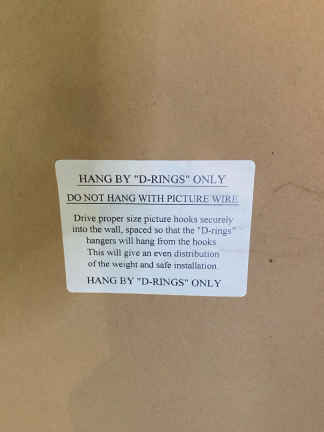 HANG BY "D-RINGS" ONLY
DO NOT HANG WITH PICTURE WIRE
Drive proper size picture hooks securely
into the wall, spaced so that the "D-rings"
hangers will hang from the hooks
This will give an even distribution
of the weight and safe installation.
HANG BY "D-RINGS" ONLY